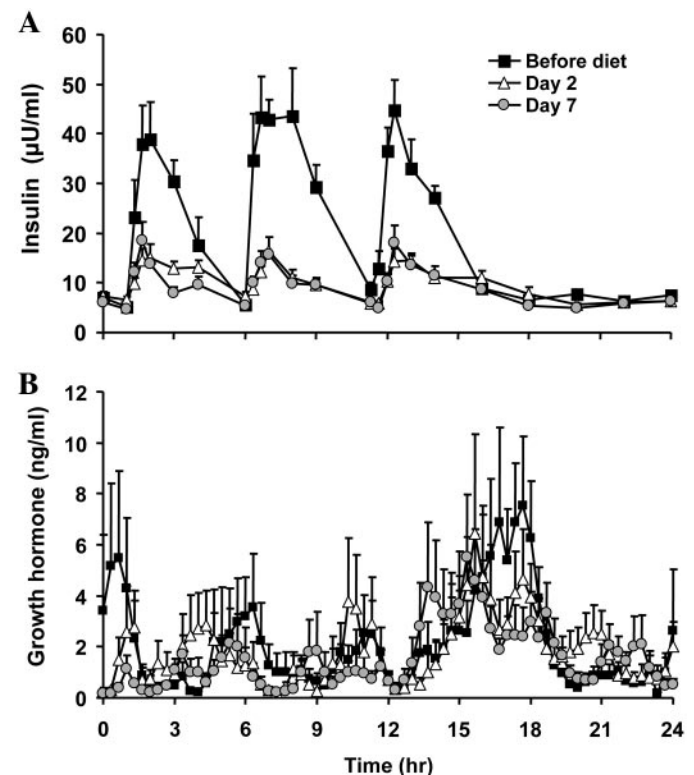 A
60
50
40
30
20
10
0
Insulin (µU/ml)
Before diet
Day 2
Day 7
B
12
10
8
6
4
2
0
Growth hormone (ng/ml)
0 3 6 9 12 15 18 21 24
Time (hr)